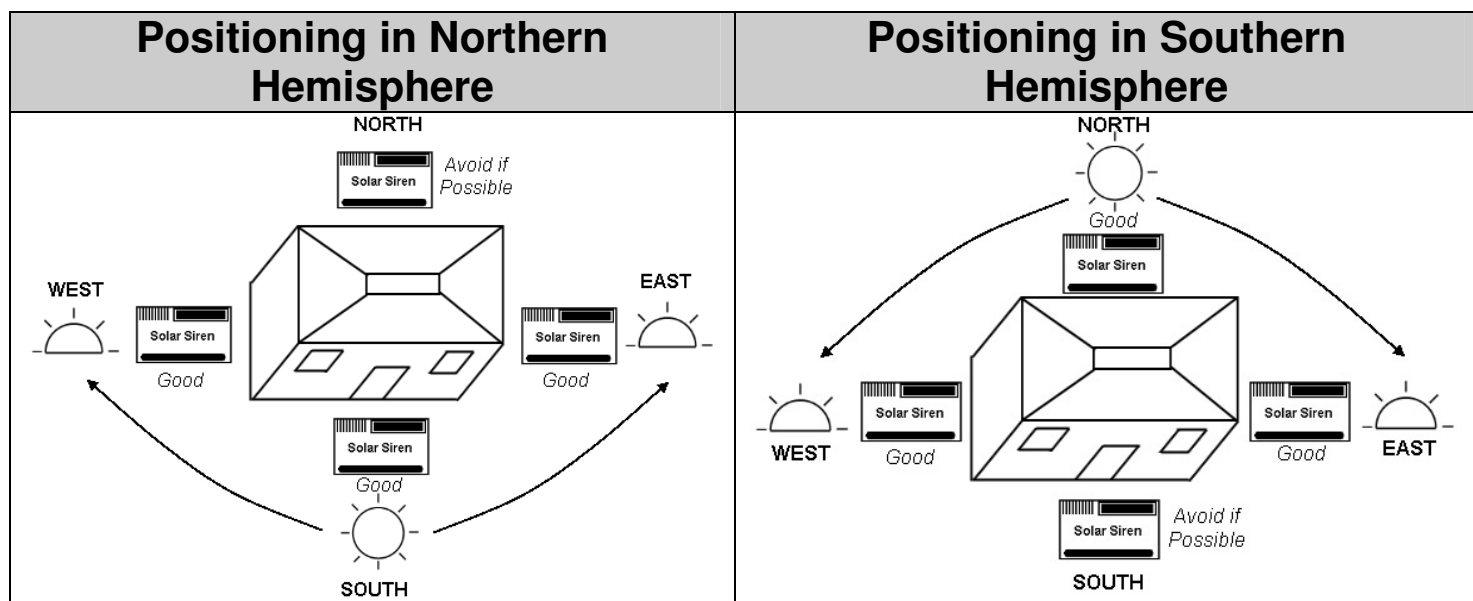 Positioning in Northern
Hemisphere
Positioning in Southern
Hemisphere
NORTH
Solar Siren
Avoid if
Possible
WEST
EAST
Solar Siren
Good
Solar Siren
Good
Solar Siren
Good
SOUTH
NORTH
Good
Solar Siren
WEST
Solar Siren
Good
Solar Siren
Good
EAST
Solar Siren
Avoid if
Possible
SOUTH